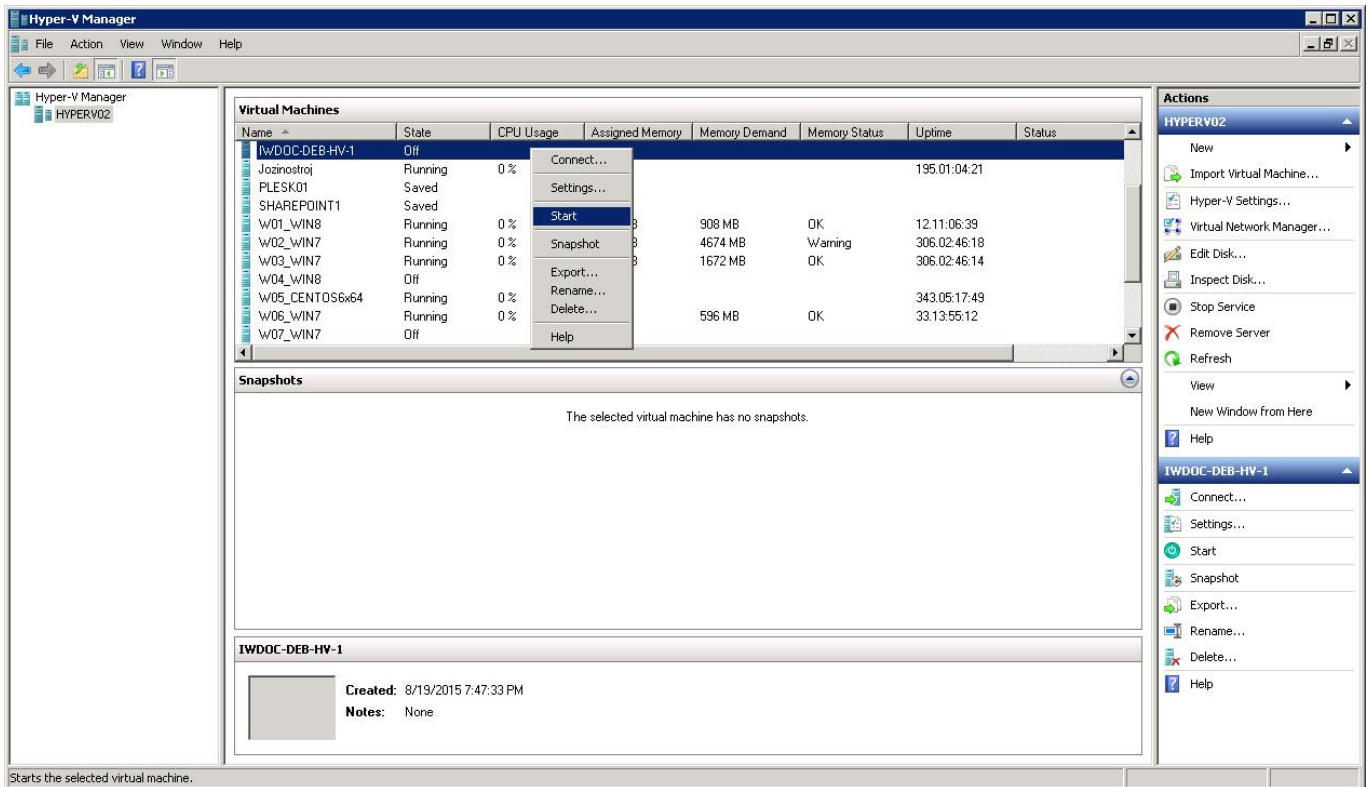 Hyper-V Manager
File Action View Window Help
Hyper-V Manager
HYPERV02
Virtual Machines
Name State CPU Usage Assigned Memory Memory Demand Memory Status Uptime Status
IWDOC-DEB-HV-1 Off
Jozinostroj Running 0 % 195.01:04:21
PLESK01 Saved
SHAREPOINT1 Saved
W01_WIN8 Running 0 % 908 MB OK 12.11:06:39
W02_WIN7 Running 0 % 4674 MB Warning 306.02:46:18
W03_WIN7 Running 0 % 1672 MB OK 306.02:46:14
W04_WIN8 Off
W05_CENTOS6x64 Running 0 % 343.05:17:49
W06_WIN7 Running 0 % 596 MB OK 33.13:55:12
W07_WIN7 Off
Connect...
Settings...
Start
Snapshot
Export...
Rename...
Delete...
Help
Snapshots
The selected virtual machine has no snapshots.
IWDOC-DEB-HV-1
Created: 8/19/2015 7:47:33 PM
Notes: None
Actions
HYPERV02
New
Import Virtual Machine...
Hyper-V Settings...
Virtual Network Manager...
Edit Disk...
Inspect Disk...
Stop Service
Remove Server
Refresh
View
New Window from Here
Help
IWDOC-DEB-HV-1
Connect...
Settings...
Start
Snapshot
Export...
Rename...
Delete...
Help
Starts the selected virtual machine.